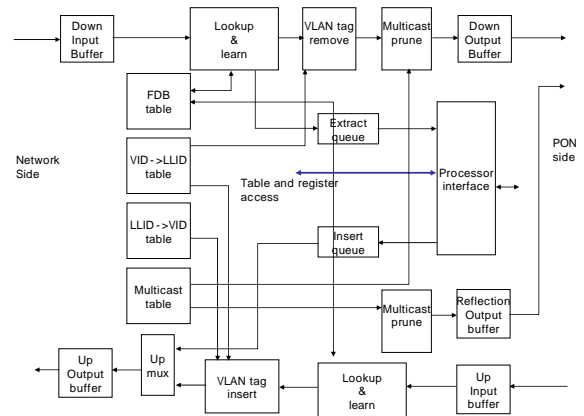 Down
Input
Buffer
Lookup
&
learn
VLAN tag
remove
Multicast
prune
Down
Output
Buffer
FDB
table
Extract
queue
Network
Side
VID->LLID
table
Table and register
access
Processor
interface
PON
side
LLID->VID
table
Insert
queue
Multicast
table
Multicast
prune
Reflection
Output
buffer
Up
Output
buffer
Up
mux
VLAN tag
insert
Lookup
&
learn
Up
Input
buffer